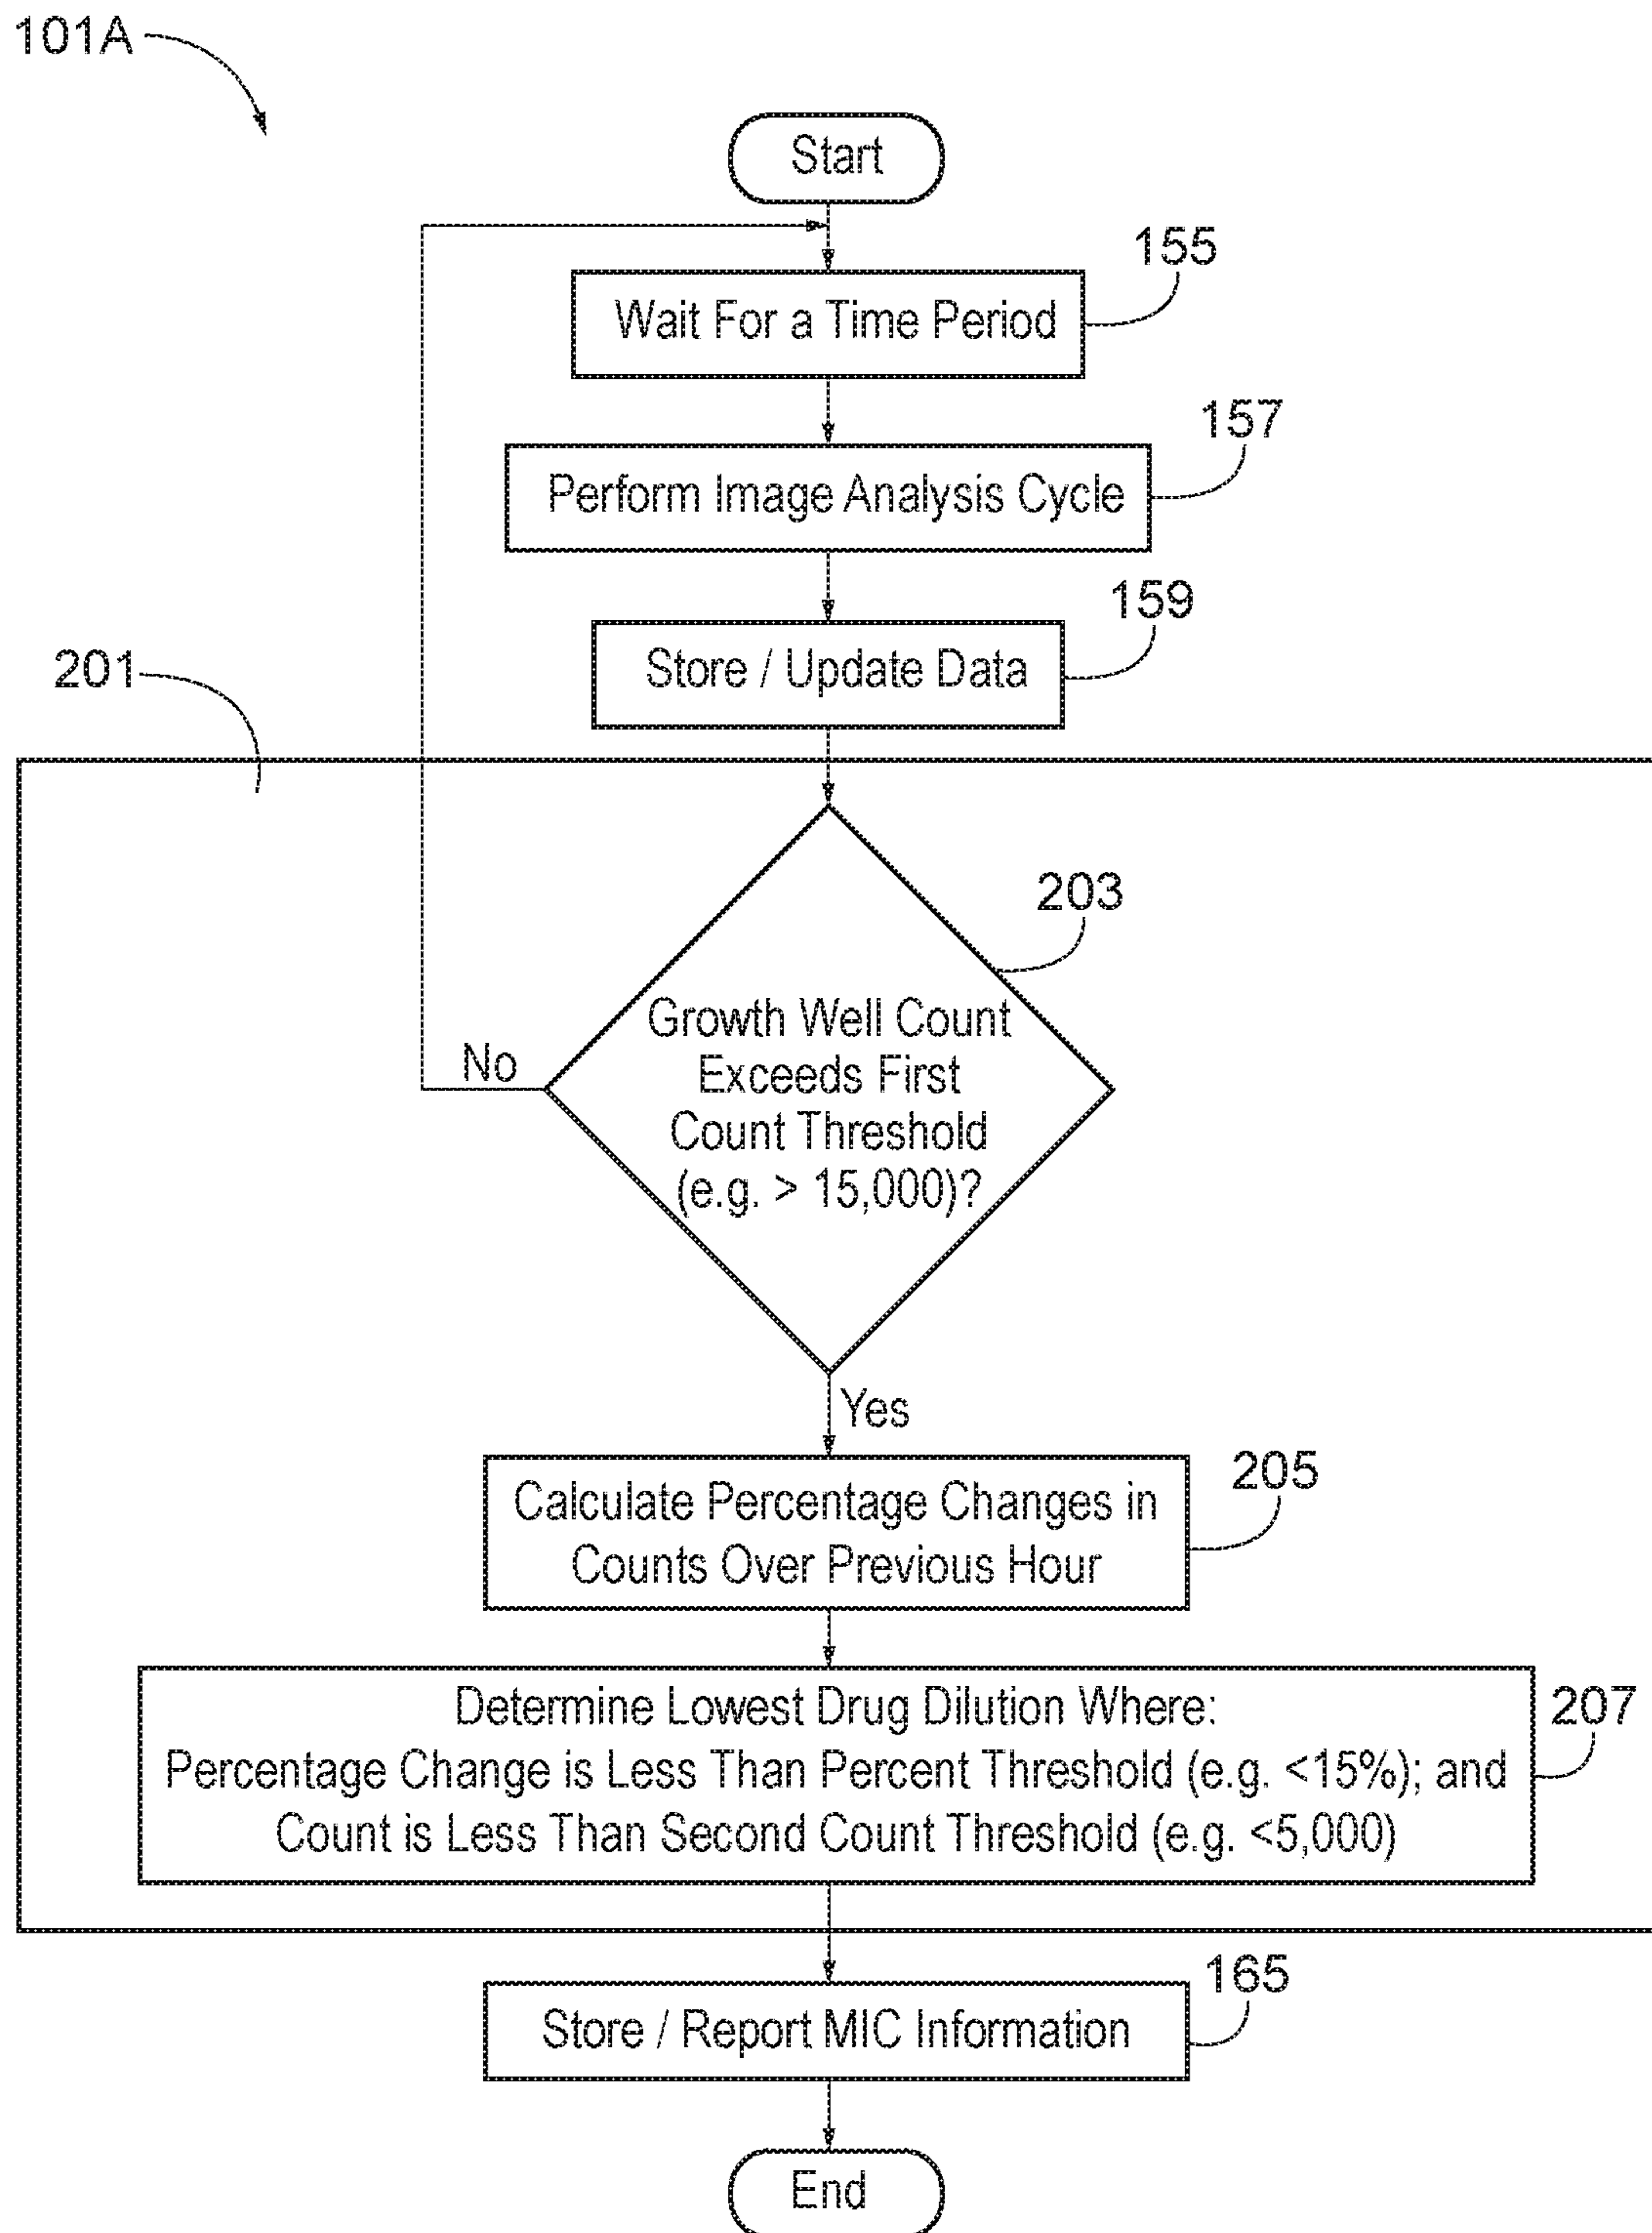 101A
Start
155
Wait For a Time Period
157
Perform Image Analysis Cycle
159
Store / Update Data
201
203
Growth Well Count
Exceeds First
Count Threshold
(e.g. > 15,000)?
No
Yes
205
Calculate Percentage Changes in
Counts Over Previous Hour
207
Determine Lowest Drug Dilution Where:
Percentage Change is Less Than Percent Threshold (e.g. <15%); and
Count is Less Than Second Count Threshold (e.g. <5,000)
165
Store / Report MIC Information
End